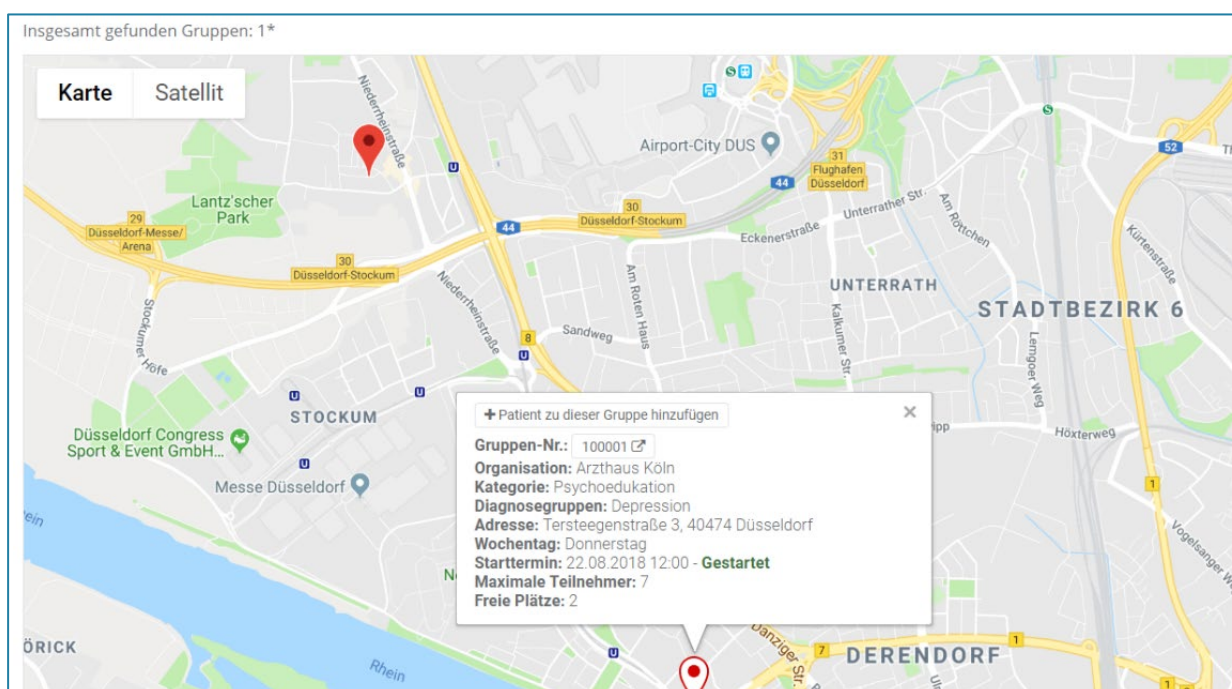 Insgesamt gefunden Gruppen: 1*
Karte
Satellit
Niederrheinstraße
Airport-City DUS
31
Flughafen
Düsseldorf
52
44
Lantz'scher
Park
29
Düsseldorf-Messe/
Arena
30
Düsseldorf-Stockum
44
30
Düsseldorf-Stockum
Eckenerstraße
Unterrather Str.
Am Röttchen
Kürtenstraße
Stockumer Höfe
Niederrheinstraße
Am Roten Haus
UNTERRATH
Kalkumer Str.
STADTBEZIRK 6
Lemgoer Weg
8
Sandweg
STOCKUM
Düsseldorf Congress
Sport & Event GmbH...
Messe Düsseldorf
Höxterweg
1
Vogelsanger
Patient zu dieser Gruppe hinzufügen
×
Gruppen-Nr.: 100001
Organisation: Arzthaus Köln
Kategorie: Psychoedukation
Diagnosegruppen: Depression
Adresse: Tersteegenstraße 3, 40474 Düsseldorf
Wochentag: Donnerstag
Starttermin: 22.08.2018 12:00 - Gestartet
Maximale Teilnehmer: 7
Freie Plätze: 2
Rhein
Danziger Str.
7
DERENDORF
1
1